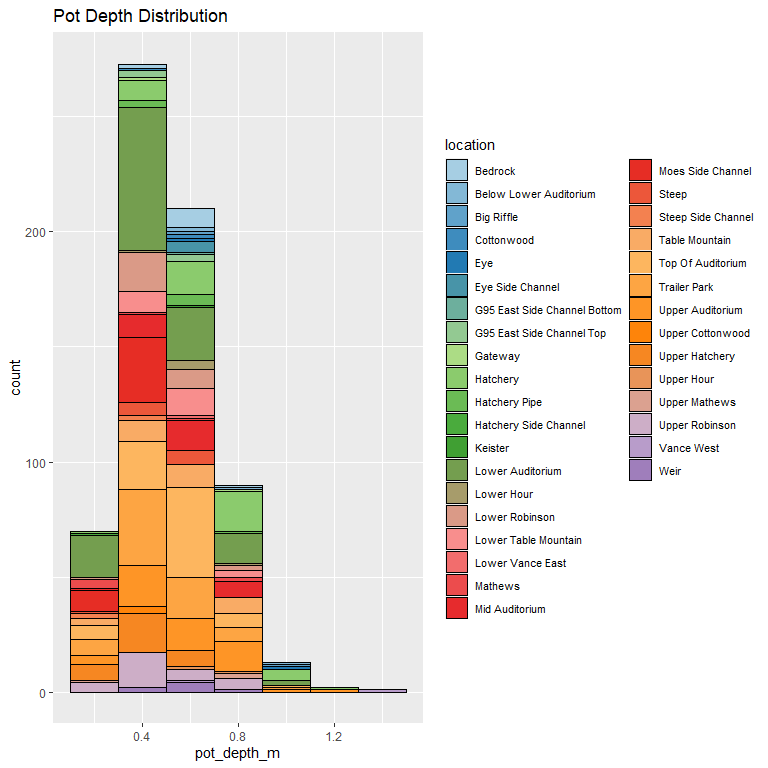 Pot Depth Distribution
count
200
100
0
0.4
0.8
1.2
pot_depth_m
location
Bedrock
Below Lower Auditorium
Big Riffle
Cottonwood
Eye
Eye Side Channel
G95 East Side Channel Bottom
G95 East Side Channel Top
Gateway
Hatchery
Hatchery Pipe
Hatchery Side Channel
Keister
Lower Auditorium
Lower Hour
Lower Robinson
Lower Table Mountain
Lower Vance East
Mathews
Mid Auditorium
Moes Side Channel
Steep
Steep Side Channel
Table Mountain
Top Of Auditorium
Trailer Park
Upper Auditorium
Upper Cottonwood
Upper Hatchery
Upper Hour
Upper Mathews
Upper Robinson
Vance West
Weir